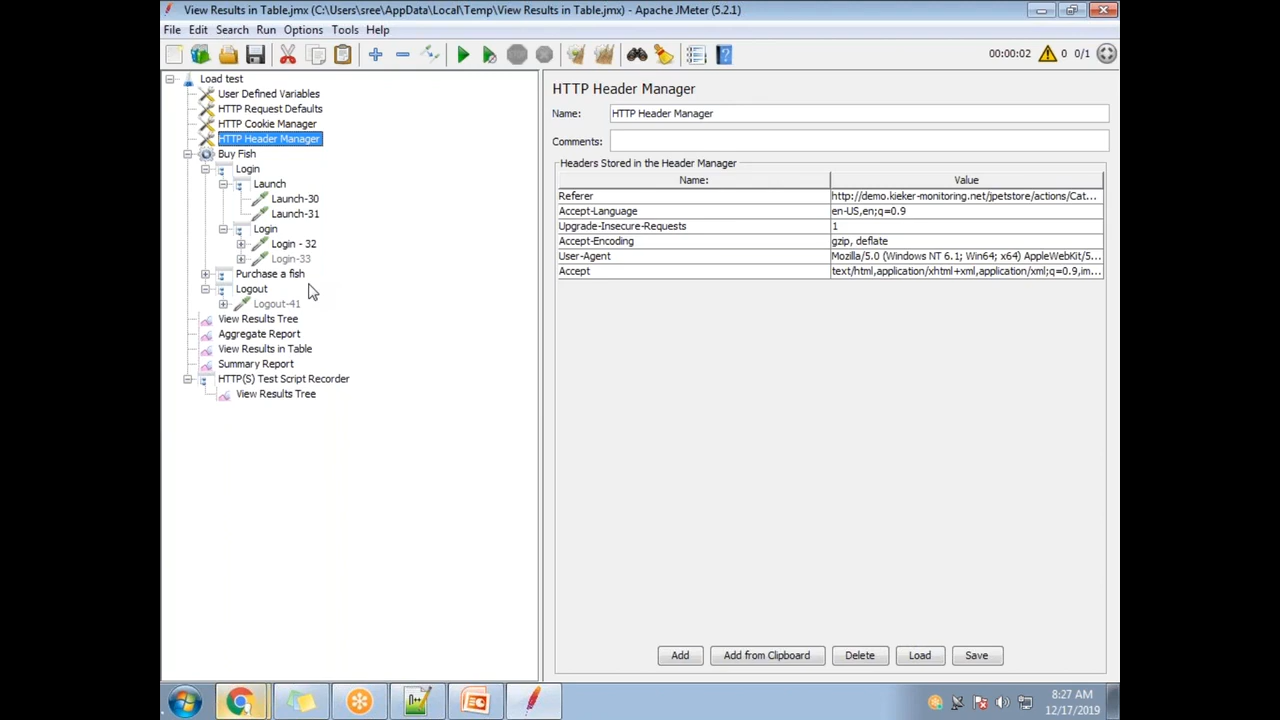 View Results in Table.jmx (C:\Users\sree\AppData\Local\Temp\View Results in Table.jmx) - Apache JMeter (5.2.1)
File Edit Search Run Options Tools Help
00:00:02 0 0/1
Load test
User Defined Variables
HTTP Request Defaults
HTTP Cookie Manager
HTTP Header Manager
Buy Fish
Login
Launch
Launch-30
Launch-31
Login
Login - 32
Login-33
Purchase a fish
Logout
Logout-41
View Results Tree
Aggregate Report
View Results in Table
Summary Report
HTTP(S) Test Script Recorder
View Results Tree
HTTP Header Manager
Name: HTTP Header Manager
Comments:
Headers Stored in the Header Manager
Name: Value
Referer http://demo.kieker-monitoring.net/jpetstore/actions/Cat...
Accept-Language en-US,en;q=0.9
Upgrade-Insecure-Requests 1
Accept-Encoding gzip, deflate
User-Agent Mozilla/5.0 (Windows NT 6.1; Win64; x64) AppleWebKit/5...
Accept text/html,application/xhtml+xml,application/xml;q=0.9,im...
Add Add from Clipboard Delete Load Save
8:27 AM
12/17/2019